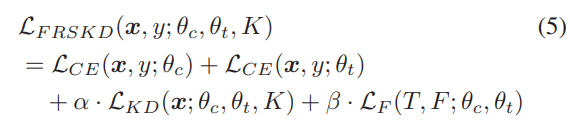 ℒ_{FRSKD}(𝒙, y; θ_c, θ_t, K) (5)
= ℒ_{CE}(𝒙, y; θ_c) + ℒ_{CE}(𝒙, y; θ_t)
+ α · ℒ_{KD}(𝒙; θ_c, θ_t, K) + β · ℒ_F(T, F; θ_c, θ_t)